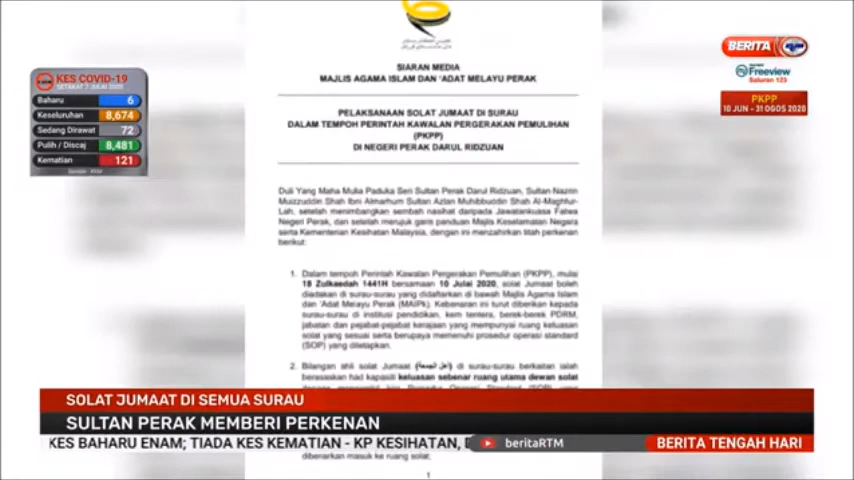 SIARAN MEDIA
MAJLIS AGAMA ISLAM DAN 'ADAT MELAYU PERAK
PELAKSANAAN SOLAT JUMAAT DI SURAU
DALAM TEMPOH PERINTAH KAWALAN PERGERAKAN PEMULIHAN
(PKPP)
DI NEGERI PERAK DARUL RIDZUAN
Duli Yang Maha Mulia Paduka Seri Sultan Perak Darul Ridzuan, Sultan Nazrin
Muizzuddin Shah Ibni Almarhum Sultan Azlan Muhibbuddin Shah Al-Maghfur-
Lah, setelah menimbangkan sembah nasihat daripada Jawatankuasa Fatwa
Negeri Perak, dan setelah merujuk garis panduan Majlis Keselamatan Negara
serta Kementerian Kesihatan Malaysia, dengan ini menzahirkan titah perkenan
berikut:
1. Dalam tempoh Perintah Kawalan Pergerakan Pemulihan (PKPP), mulai
18 Zulkaedah 1441H bersamaan 10 Julai 2020, solat Jumaat boleh
diadakan di surau-surau yang didaftarkan di bawah Majlis Agama Islam
dan 'Adat Melayu Perak (MAIPk). Kebenaran ini turut diberikan kepada
surau-surau di institusi pendidikan, kem tentera, berek-berek PDRM,
jabatan dan pejabat-pejabat kerajaan yang mempunyai ruang keluasan
solat yang sesuai serta berupaya memenuhi prosedur operasi standard
(SOP) yang ditetapkan.
2. Bilangan ahli solat Jumaat (أهل الجمعة) di surau-surau berkaitan ialah
berasaskan had kapasiti keluasan sebenar ruang utama dewan solat
dibenarkan masuk ke ruang solat.
1
KES COVID-19
SETAKAT 7 JULAI 2020
Baharu 6
Keseluruhan 8,674
Sedang Dirawat 72
Pulih / Discaj 8,481
Kematian 121
Sumber: KKM
BERITA
Freeview
Saluran 123
PKPP
10 JUN - 31 OGOS 2020
SOLAT JUMAAT DI SEMUA SURAU
SULTAN PERAK MEMBERI PERKENAN
KES BAHARU ENAM; TIADA KES KEMATIAN - KP KESIHATAN,
beritaRTM
BERITA TENGAH HARI